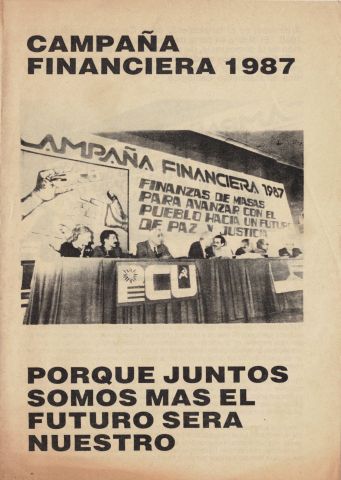 CAMPAÑA
FINANCIERA 1987
CAMPAÑA FINANCIERA 1987
FINANZAS DE MASAS
PARA AVANZAR CON EL
PUEBLO HACIA UN FUTURO
DE PAZ Y JUSTICIA
PCU
PORQUE JUNTOS
SOMOS MAS EL
FUTURO SERA
NUESTRO